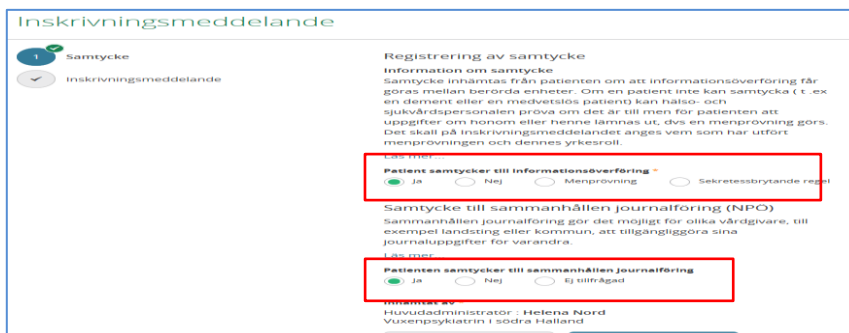 Inskrivningsmeddelande
1 Samtycke
Inskrivningsmeddelande
Registrering av samtycke
Information om samtycke
Samtycke inhämtas från patienten om att informationsöverföring får
göras mellan berörda enheter. Om en patient inte kan samtycka ( t .ex
en dement eller en medvetslös patient) kan hälso- och
sjukvårdspersonalen pröva om det är till men för patienten att
uppgifter om honom eller henne lämnas ut, dvs en menprövning görs.
Det skall på Inskrivningsmeddelandet anges vem som har utfört
menprövningen och dennes yrkesroll.
Läs mer...
Patient samtycker till informationsöverföring *
Ja Nej Menprövning Sekretessbrytande regel
Samtycke till sammanhållen journalföring (NPÖ)
Sammanhållen journalföring gör det möjligt för olika vårdgivare, till
exempel landsting eller kommun, att tillgängliggöra sina
journaluppgifter för varandra.
Läs mer
Patienten samtycker till sammanhållen journalföring
Ja Nej Ej tillfrågad
Inhämtat av *
Huvudadministratör : Helena Nord
Vuxenpsykiatrin i södra Halland